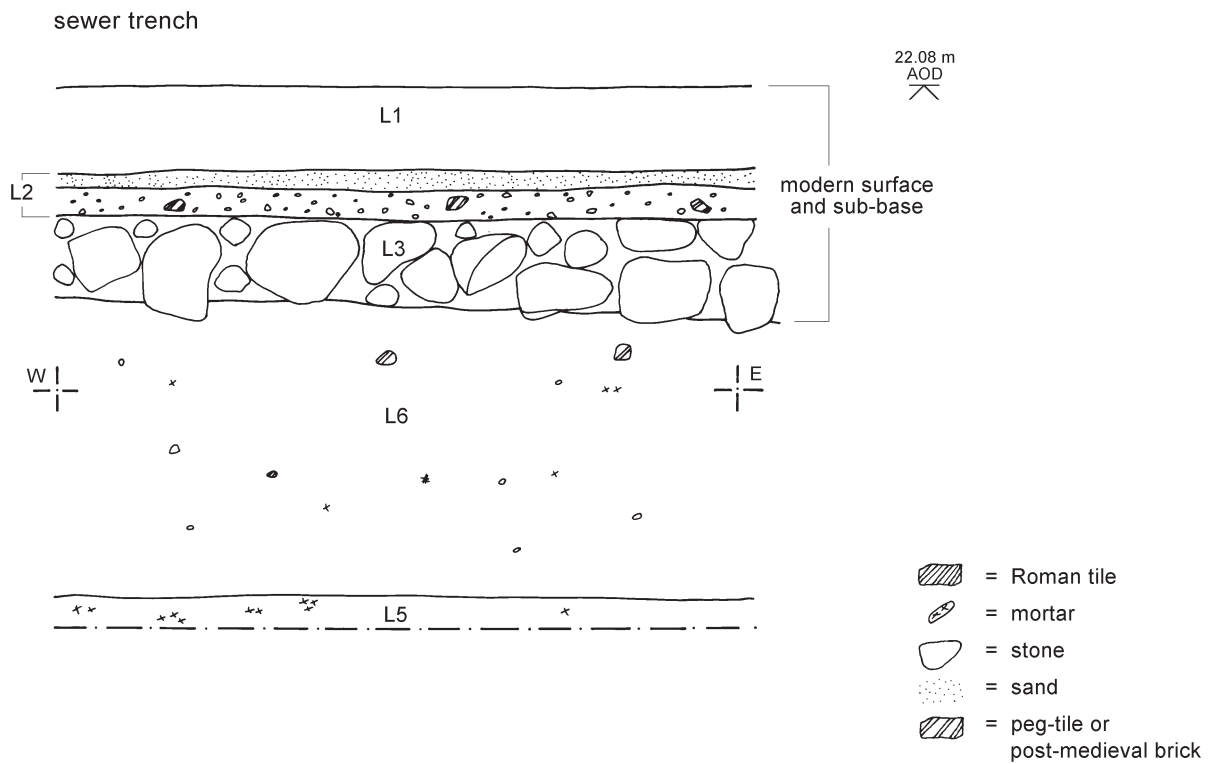 sewer trench
22.08 m
AOD
L1
L2
modern surface
and sub-base
L3
W
E
L6
L5
= Roman tile
= mortar
= stone
= sand
= peg-tile or
post-medieval brick